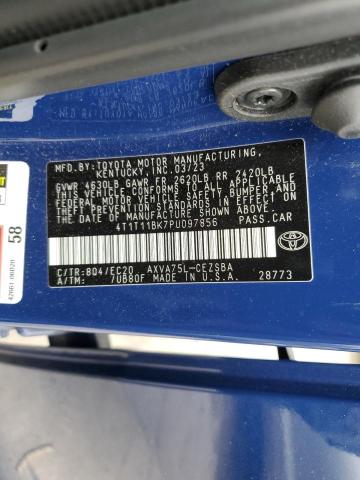 MFD.BY:TOYOTA MOTOR MANUFACTURING,
KENTUCKY, INC. 03/23
GVWR 4630LB GAWR FR 2620LB RR 2420LB
THIS VEHICLE CONFORMS TO ALL APPLICABLE
FEDERAL MOTOR VEHICLE SAFETY, BUMPER, AND
THEFT PREVENTION STANDARDS IN EFFECT ON
THE DATE OF MANUFACTURE SHOWN ABOVE.
4T1T11BK7PU097856 PASS.CAR
C/TR:8Q4/EC20 AXVA75L-CEZSBA
A/TM: /UB80F MADE IN U.S.A. 28773
58